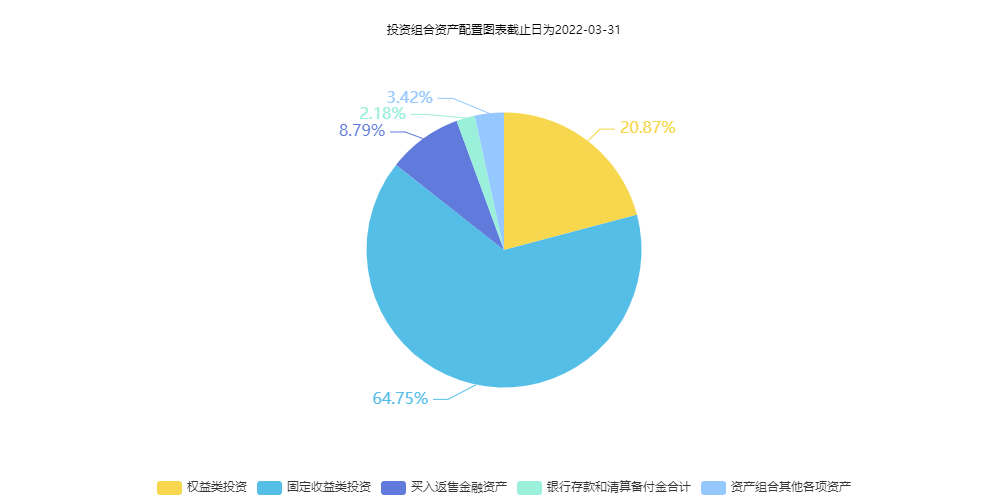 投资组合资产配置图表截止日为2022-03-31
3.42%
2.18%
8.79%
20.87%
64.75%
权益类投资 固定收益类投资 买入返售金融资产 银行存款和清算备付金合计 资产组合其他各项资产